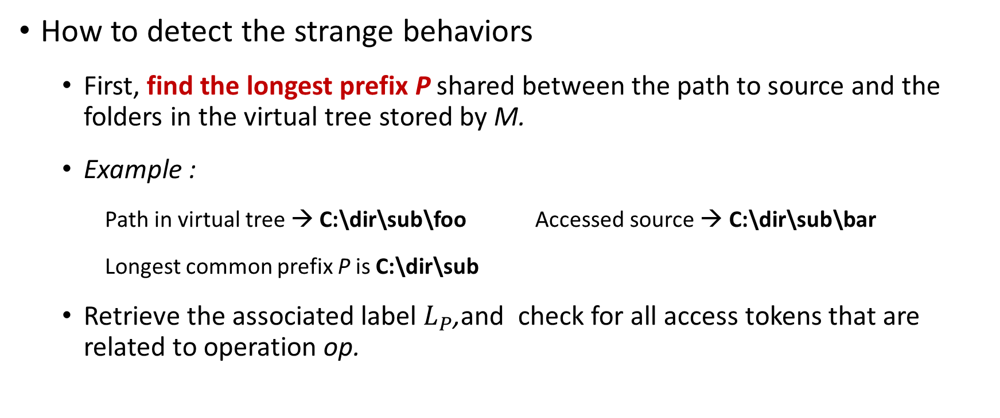 • How to detect the strange behaviors
• First, find the longest prefix P shared between the path to source and the
folders in the virtual tree stored by M.
• Example :
Path in virtual tree → C:\dir\sub\foo Accessed source → C:\dir\sub\bar
Longest common prefix P is C:\dir\sub
• Retrieve the associated label L_P,and check for all access tokens that are
related to operation op.